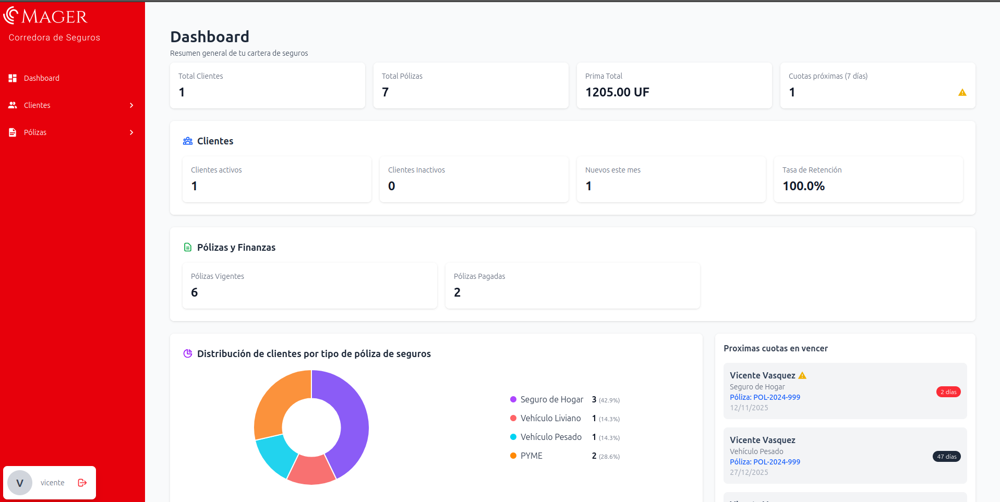 MAGER
Corredora de Seguros
Dashboard
Clientes
Pólizas
V
vicente
Dashboard
Resumen general de tu cartera de seguros
Total Clientes
1
Total Pólizas
7
Prima Total
1205.00 UF
Cuotas próximas (7 días)
1
Clientes
Clientes activos
1
Clientes Inactivos
0
Nuevos este mes
1
Tasa de Retención
100.0%
Pólizas y Finanzas
Pólizas Vigentes
6
Pólizas Pagadas
2
Distribución de clientes por tipo de póliza de seguros
Seguro de Hogar 3 (42.9%)
Vehículo Liviano 1 (14.3%)
Vehículo Pesado 1 (14.3%)
PYME 2 (28.6%)
Proximas cuotas en vencer
Vicente Vasquez
Seguro de Hogar
Póliza: POL-2024-999
12/11/2025
2 días
Vicente Vasquez
Vehículo Pesado
Póliza: POL-2024-999
27/12/2025
47 días